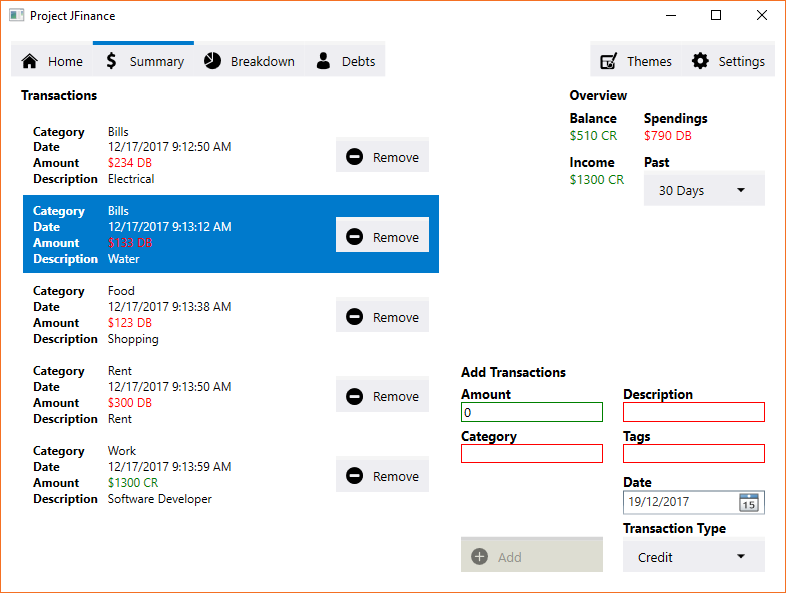 Project JFinance
Home Summary Breakdown Debts Themes Settings
Transactions
Category Bills
Date 12/17/2017 9:12:50 AM
Amount $234 DB
Description Electrical
Remove
Category Bills
Date 12/17/2017 9:13:12 AM
Amount $133 DB
Description Water
Remove
Category Food
Date 12/17/2017 9:13:38 AM
Amount $123 DB
Description Shopping
Remove
Category Rent
Date 12/17/2017 9:13:50 AM
Amount $300 DB
Description Rent
Remove
Category Work
Date 12/17/2017 9:13:59 AM
Amount $1300 CR
Description Software Developer
Remove
Overview
Balance Spendings
$510 CR $790 DB
Income Past
$1300 CR 30 Days
Add Transactions
Amount Description
0
Category Tags
Date
19/12/2017 15
Transaction Type
Add Credit